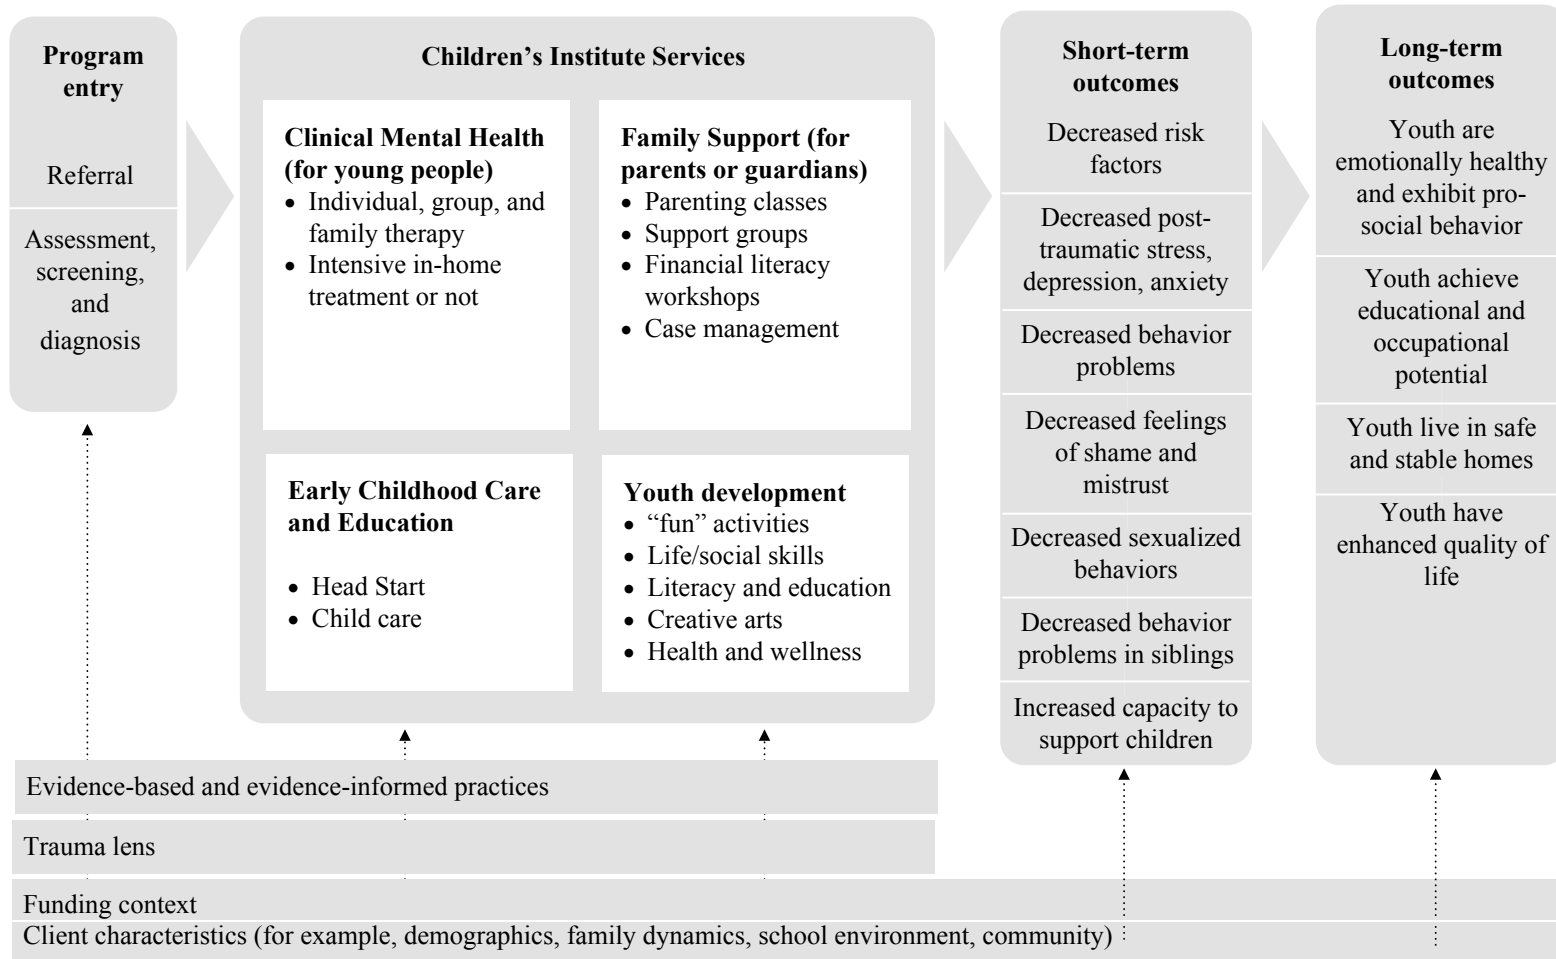 Program
entry
Referral
Assessment,
screening,
and
diagnosis
Children’s Institute Services
Clinical Mental Health
(for young people)
• Individual, group, and
family therapy
• Intensive in-home
treatment or not
Family Support (for
parents or guardians)
• Parenting classes
• Support groups
• Financial literacy
workshops
• Case management
Early Childhood Care
and Education
• Head Start
• Child care
Youth development
• “fun” activities
• Life/social skills
• Literacy and education
• Creative arts
• Health and wellness
Short-term
outcomes
Decreased risk
factors
Decreased post-
traumatic stress,
depression, anxiety
Decreased behavior
problems
Decreased feelings
of shame and
mistrust
Decreased sexualized
behaviors
Decreased behavior
problems in siblings
Increased capacity to
support children
Long-term
outcomes
Youth are
emotionally healthy
and exhibit pro-
social behavior
Youth achieve
educational and
occupational
potential
Youth live in safe
and stable homes
Youth have
enhanced quality of
life
Evidence-based and evidence-informed practices
Trauma lens
Funding context
Client characteristics (for example, demographics, family dynamics, school environment, community)